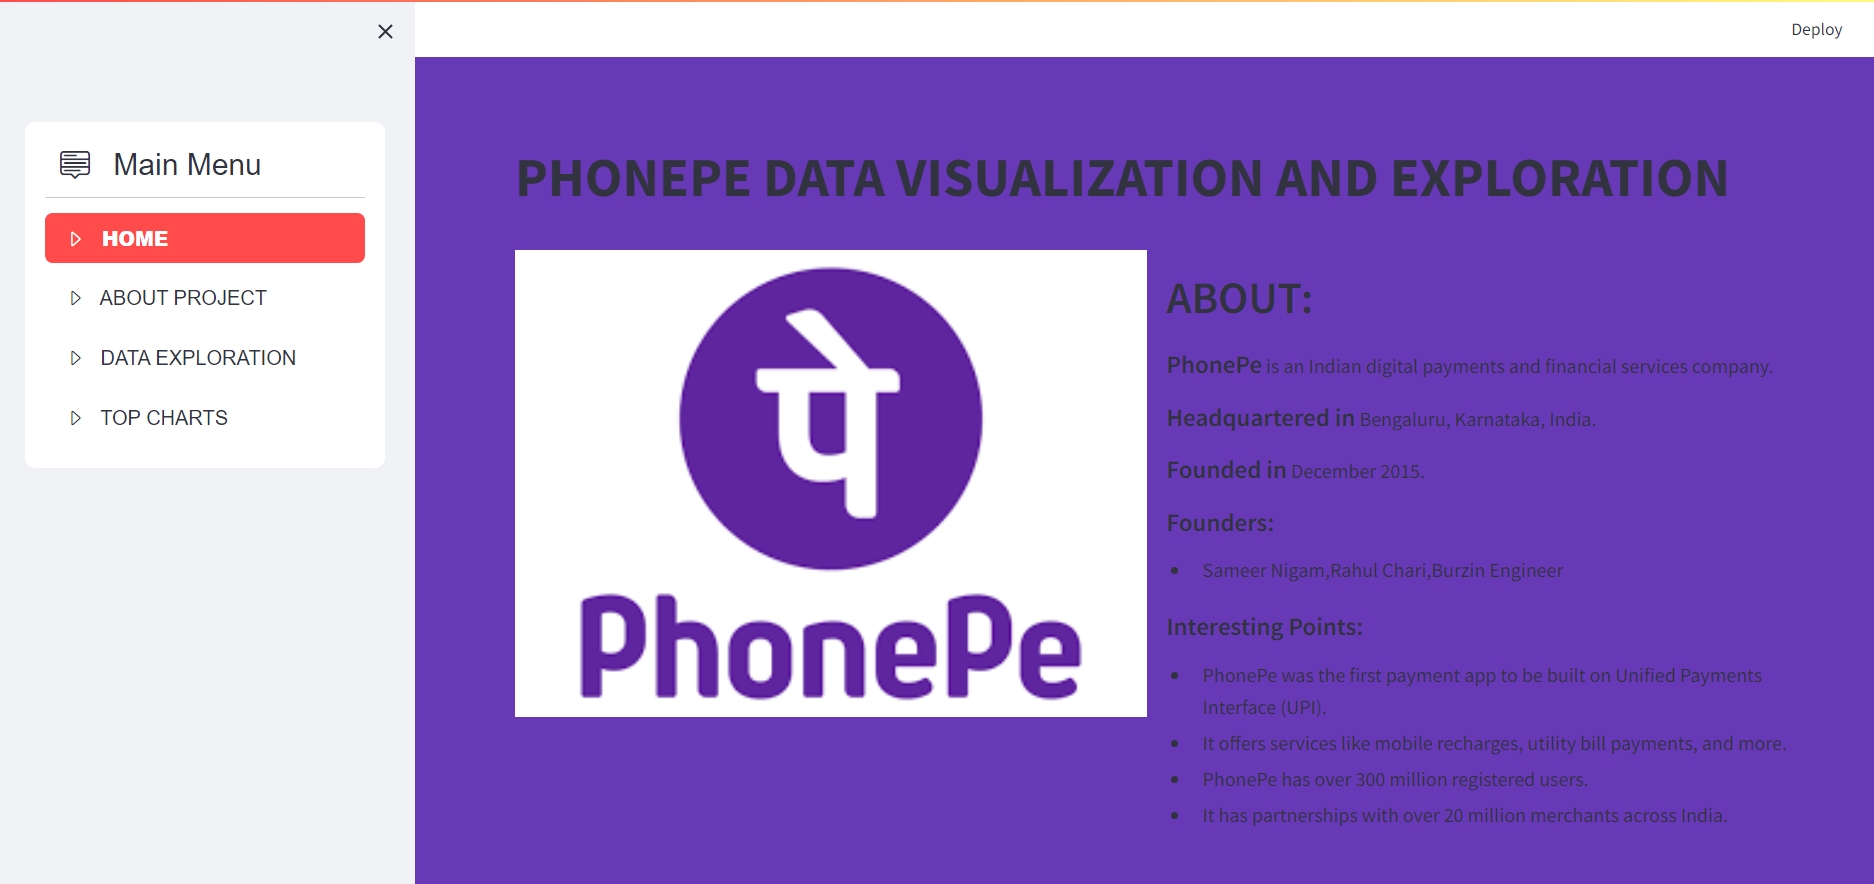 Deploy
Main Menu
HOME
ABOUT PROJECT
DATA EXPLORATION
TOP CHARTS
PHONEPE DATA VISUALIZATION AND EXPLORATION
पे
PhonePe
ABOUT:
PhonePe is an Indian digital payments and financial services company.
Headquartered in Bengaluru, Karnataka, India.
Founded in December 2015.
Founders:
Sameer Nigam,Rahul Chari,Burzin Engineer
Interesting Points:
PhonePe was the first payment app to be built on Unified Payments
Interface (UPI).
It offers services like mobile recharges, utility bill payments, and more.
PhonePe has over 300 million registered users.
It has partnerships with over 20 million merchants across India.